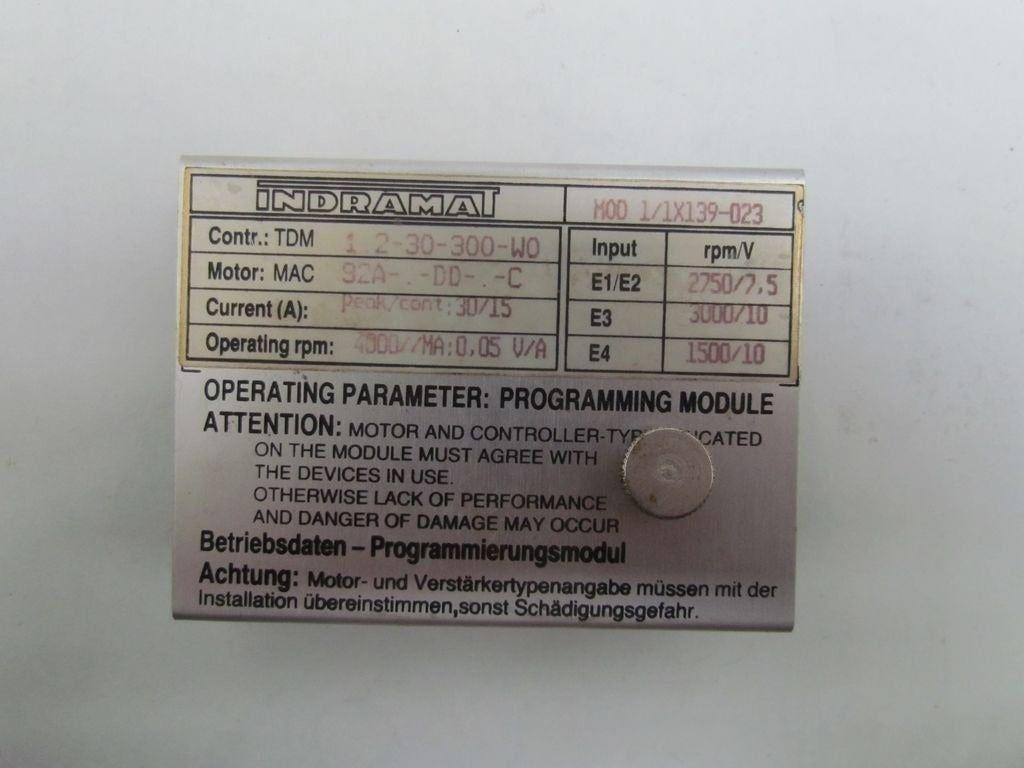 INDRAMAT
MOD 1/1X139-023
Contr.: TDM 1.2-30-300-W0
Motor: MAC 92A- . -DD- . -C
Current (A): Peak/cont:30/15
Operating rpm: 4000//MA:0,05 V/A
Input rpm/V
E1/E2 2750/7,5
E3 3000/10
E4 1500/10
OPERATING PARAMETER: PROGRAMMING MODULE
ATTENTION: MOTOR AND CONTROLLER-
ON THE MODULE MUST AGREE WITH
THE DEVICES IN USE.
OTHERWISE LACK OF PERFORMANCE
AND DANGER OF DAMAGE MAY OCCUR
Betriebsdaten – Programmierungsmodul
Achtung: Motor- und Verstärkertypenangabe müssen mit der
Installation übereinstimmen,sonst Schädigungsgefahr.